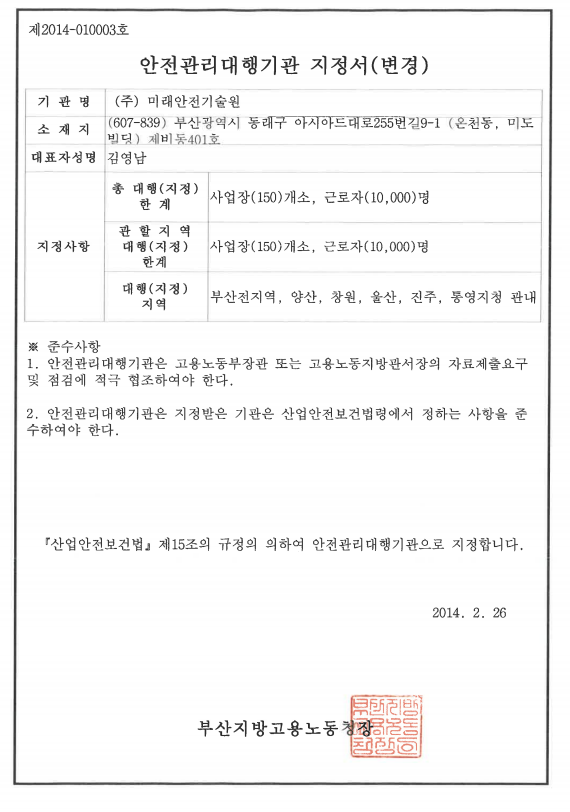 제2014-010003호
안전관리대행기관 지정서(변경)
기 관 명
(주) 미래안전기술원
소 재 지
(607-839) 부산광역시 동래구 아시아드대로255번길9-1 (온천동, 미도
빌딩) 제비동401호
대표자성명
김영남
지정사항
총 대행(지정)
한 계
사업장(150)개소, 근로자(10,000)명
관 할 지 역
대행(지정)
한계
사업장(150)개소, 근로자(10,000)명
대행(지정)
지역
부산전지역, 양산, 창원, 울산, 진주, 통영지청 관내
※ 준수사항
1. 안전관리대행기관은 고용노동부장관 또는 고용노동지방관서장의 자료제출요구
및 점검에 적극 협조하여야 한다.
2. 안전관리대행기관은 지정받은 기관은 산업안전보건법령에서 정하는 사항을 준
수하여야 한다.
『산업안전보건법』제15조의 규정의 의하여 안전관리대행기관으로 지정합니다.
2014. 2. 26
부산지방고용노동청장